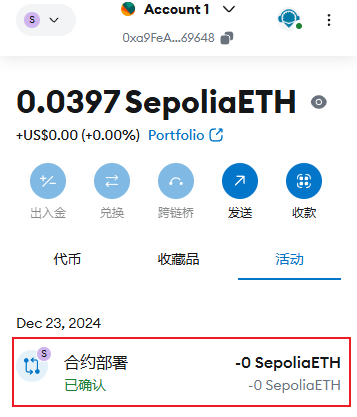 S
Account 1
0xa9FeA...69648
0.0397 SepoliaETH
+US$0.00 (+0.00%) Portfolio
出入金 兑换 跨链桥 发送 收款
代币 收藏品 活动
Dec 23, 2024
S
合约部署 -0 SepoliaETH
已确认 -0 SepoliaETH